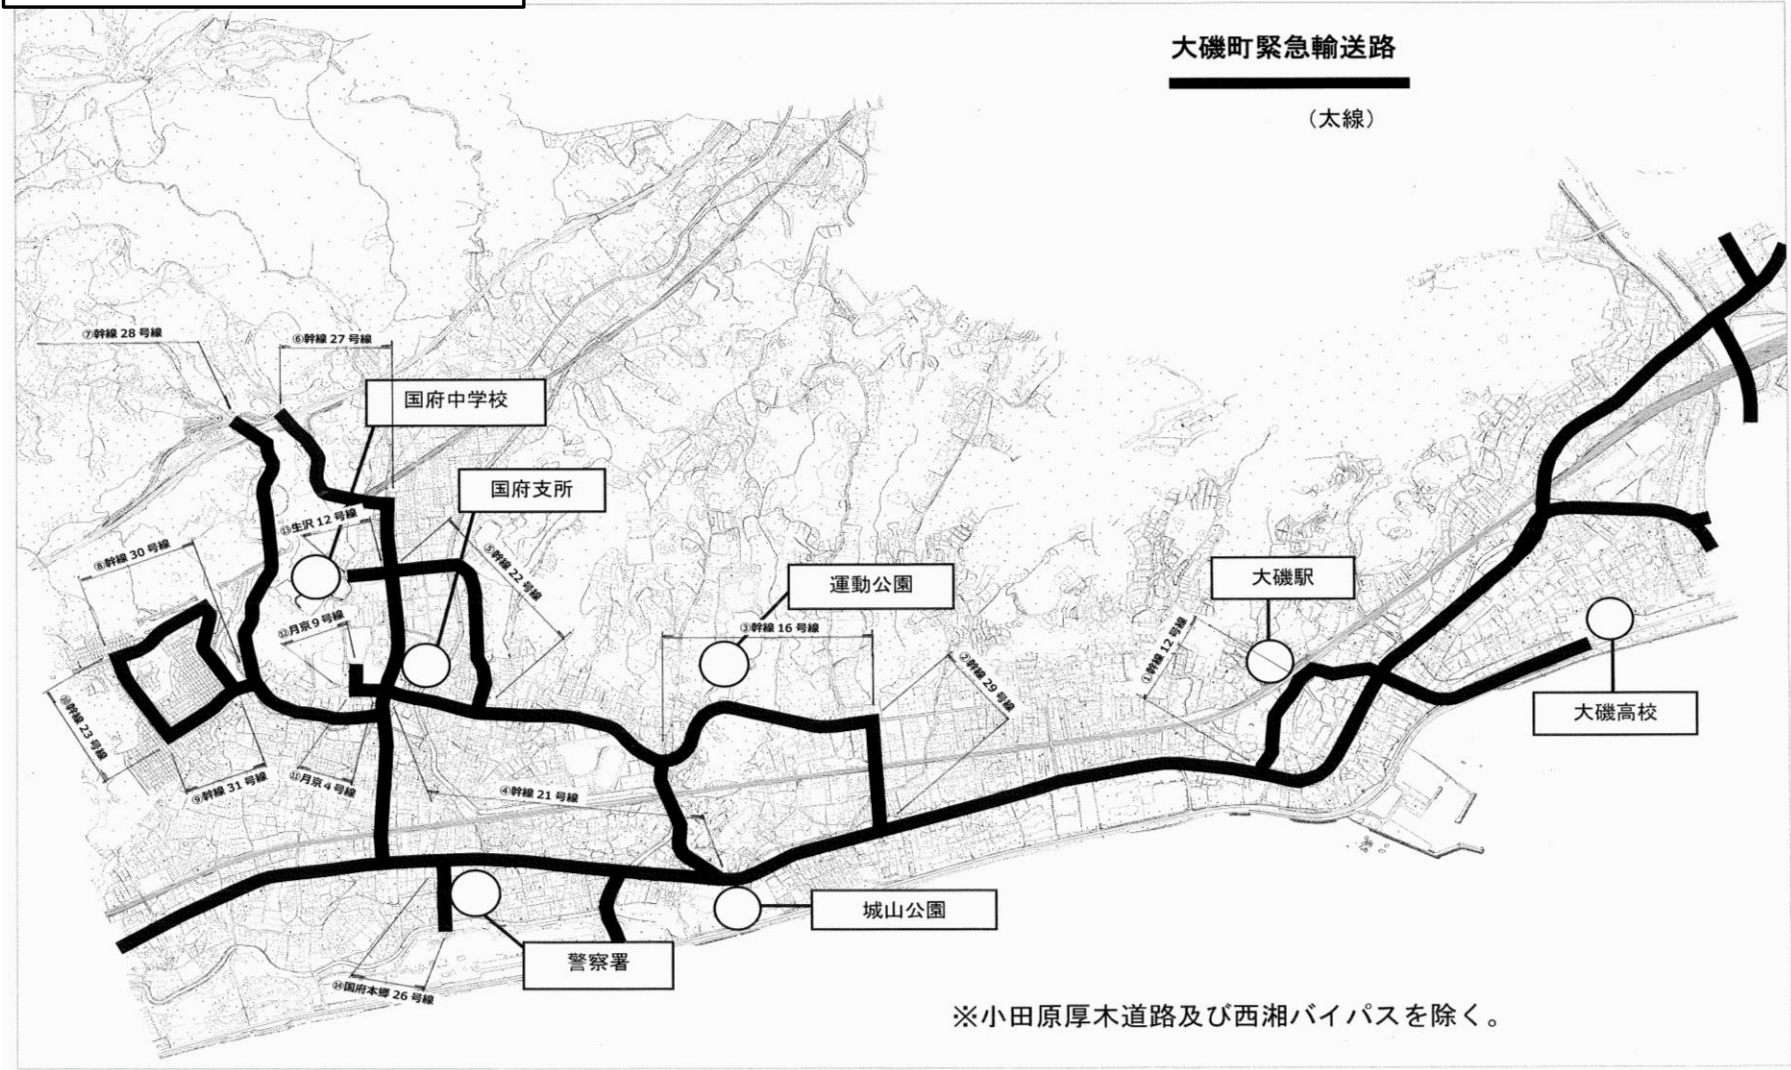 大磯町緊急輸送路
(太線)
⑦幹線 28 号線
⑥幹線 27 号線
国府中学校
国府支所
⑬生沢 12 号線
⑧幹線 30 号線
⑤幹線 22 号線
運動公園
大磯駅
⑫月京 9 号線
③幹線 16 号線
①幹線 12 号線
②幹線 29 号線
⑩幹線 23 号線
大磯高校
⑨幹線 31 号線
⑪月京 4 号線
④幹線 21 号線
城山公園
警察署
⑭国府本郷 26 号線
※小田原厚木道路及び西湘バイパスを除く。